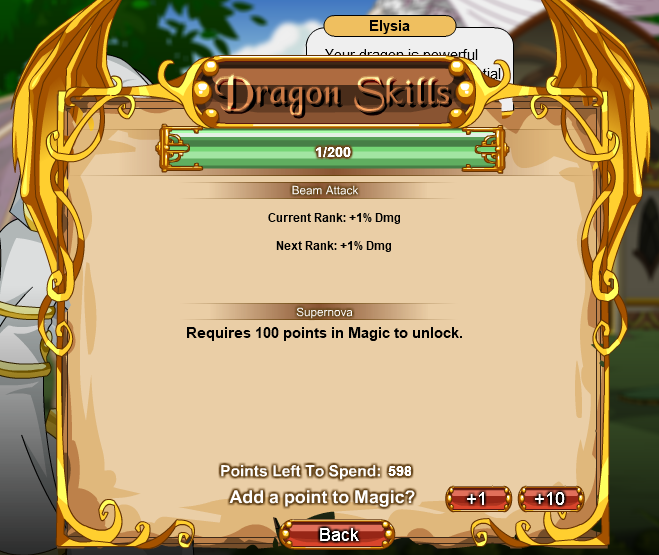 Elysia
Your dragon is powerful
Dragon Skills
1/200
Beam Attack
Current Rank: +1% Dmg
Next Rank: +1% Dmg
Supernova
Requires 100 points in Magic to unlock.
Points Left To Spend: 598
Add a point to Magic?
+1
+10
Back